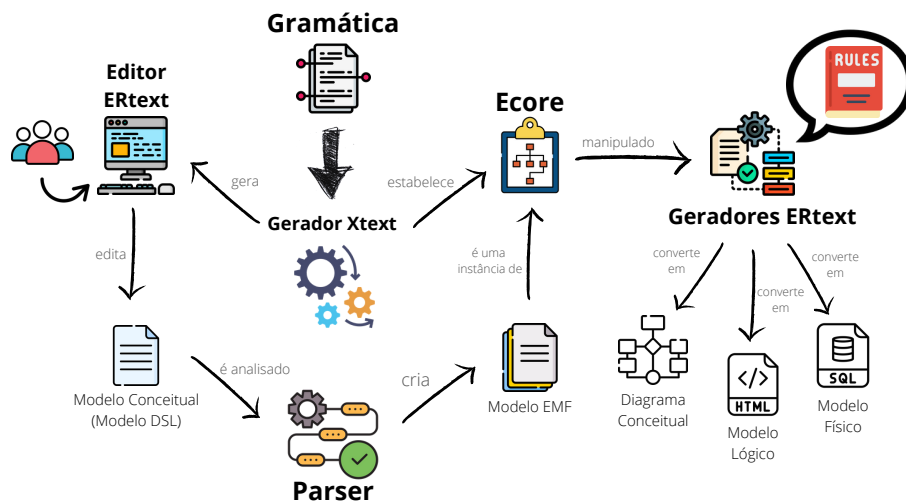 Gramática
Editor
ERtext
RULES
Ecore
manipulado
gera
estabelece
Gerador Xtext
Geradores ERtext
edita
é uma
instância de
converte
em
converte
em
converte
em
é analisado
cria
Modelo Conceitual
(Modelo DSL)
Modelo EMF
Diagrama
Conceitual
</>
HTML
Modelo
Lógico
SQL
Modelo
Físico
Parser